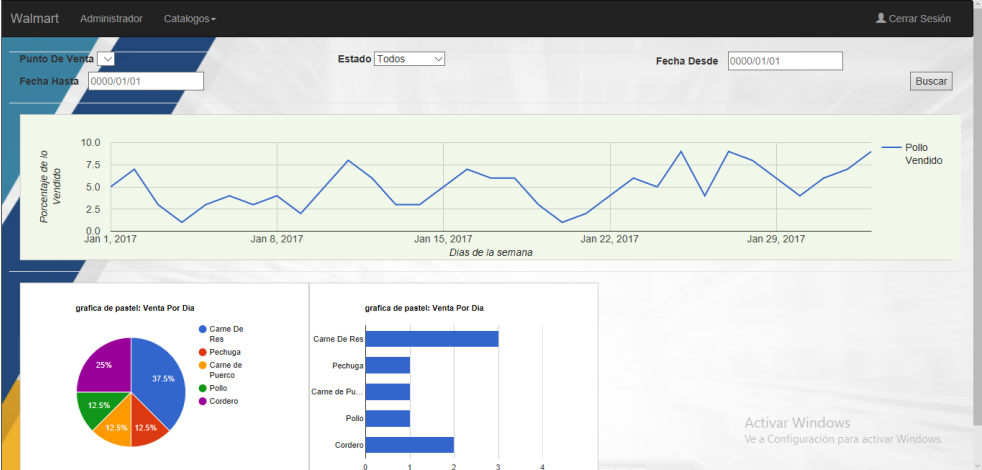 Walmart Administrador Catalogos Cerrar Sesión
Punto De Venta Estado Todos Fecha Desde 0000/01/01
Fecha Hasta 0000/01/01 Buscar
Porcentaje de lo
Vendido
10.0
7.5
5.0
2.5
0.0
Jan 1, 2017 Jan 8, 2017 Jan 15, 2017 Jan 22, 2017 Jan 29, 2017
Dias de la semana
Pollo
Vendido
grafica de pastel: Venta Por Dia
25%
37.5%
12.5%
12.5%
12.5%
Carne De
Res
Pechuga
Carne de
Puerco
Pollo
Cordero
grafica de pastel: Venta Por Dia
Carne De Res
Pechuga
Carne de Pu...
Pollo
Cordero
0 1 2 3 4
Activar Windows
Ve a Configuración para activar Windows.